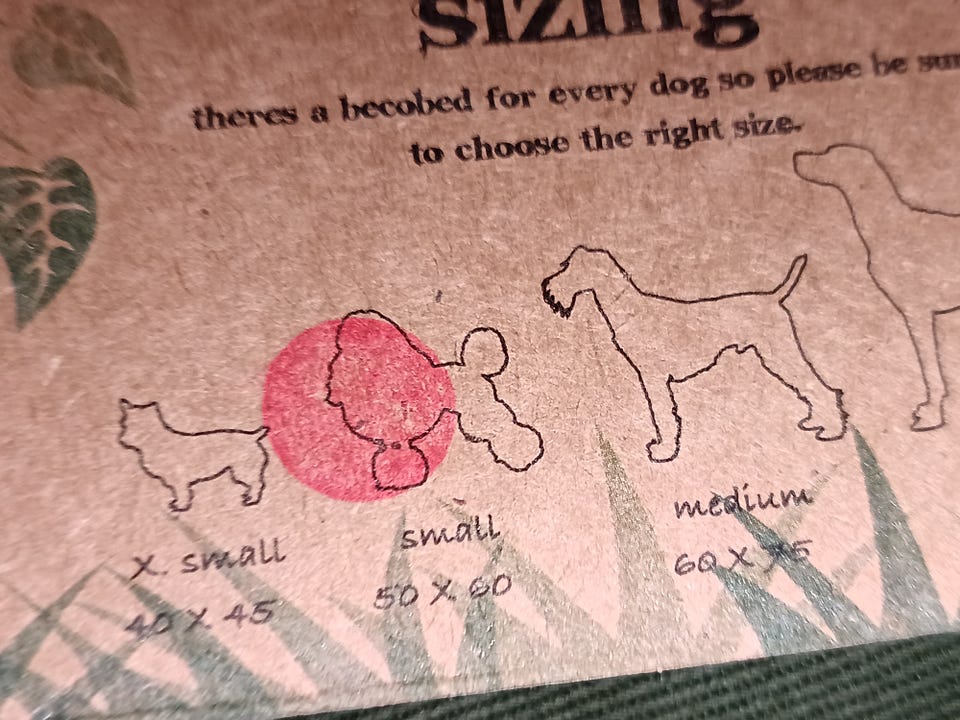 sizing
theres a becobed for every dog so please be sur
to choose the right size.
x. small
small
medium
40 x 45
50 x 60
60 x 75